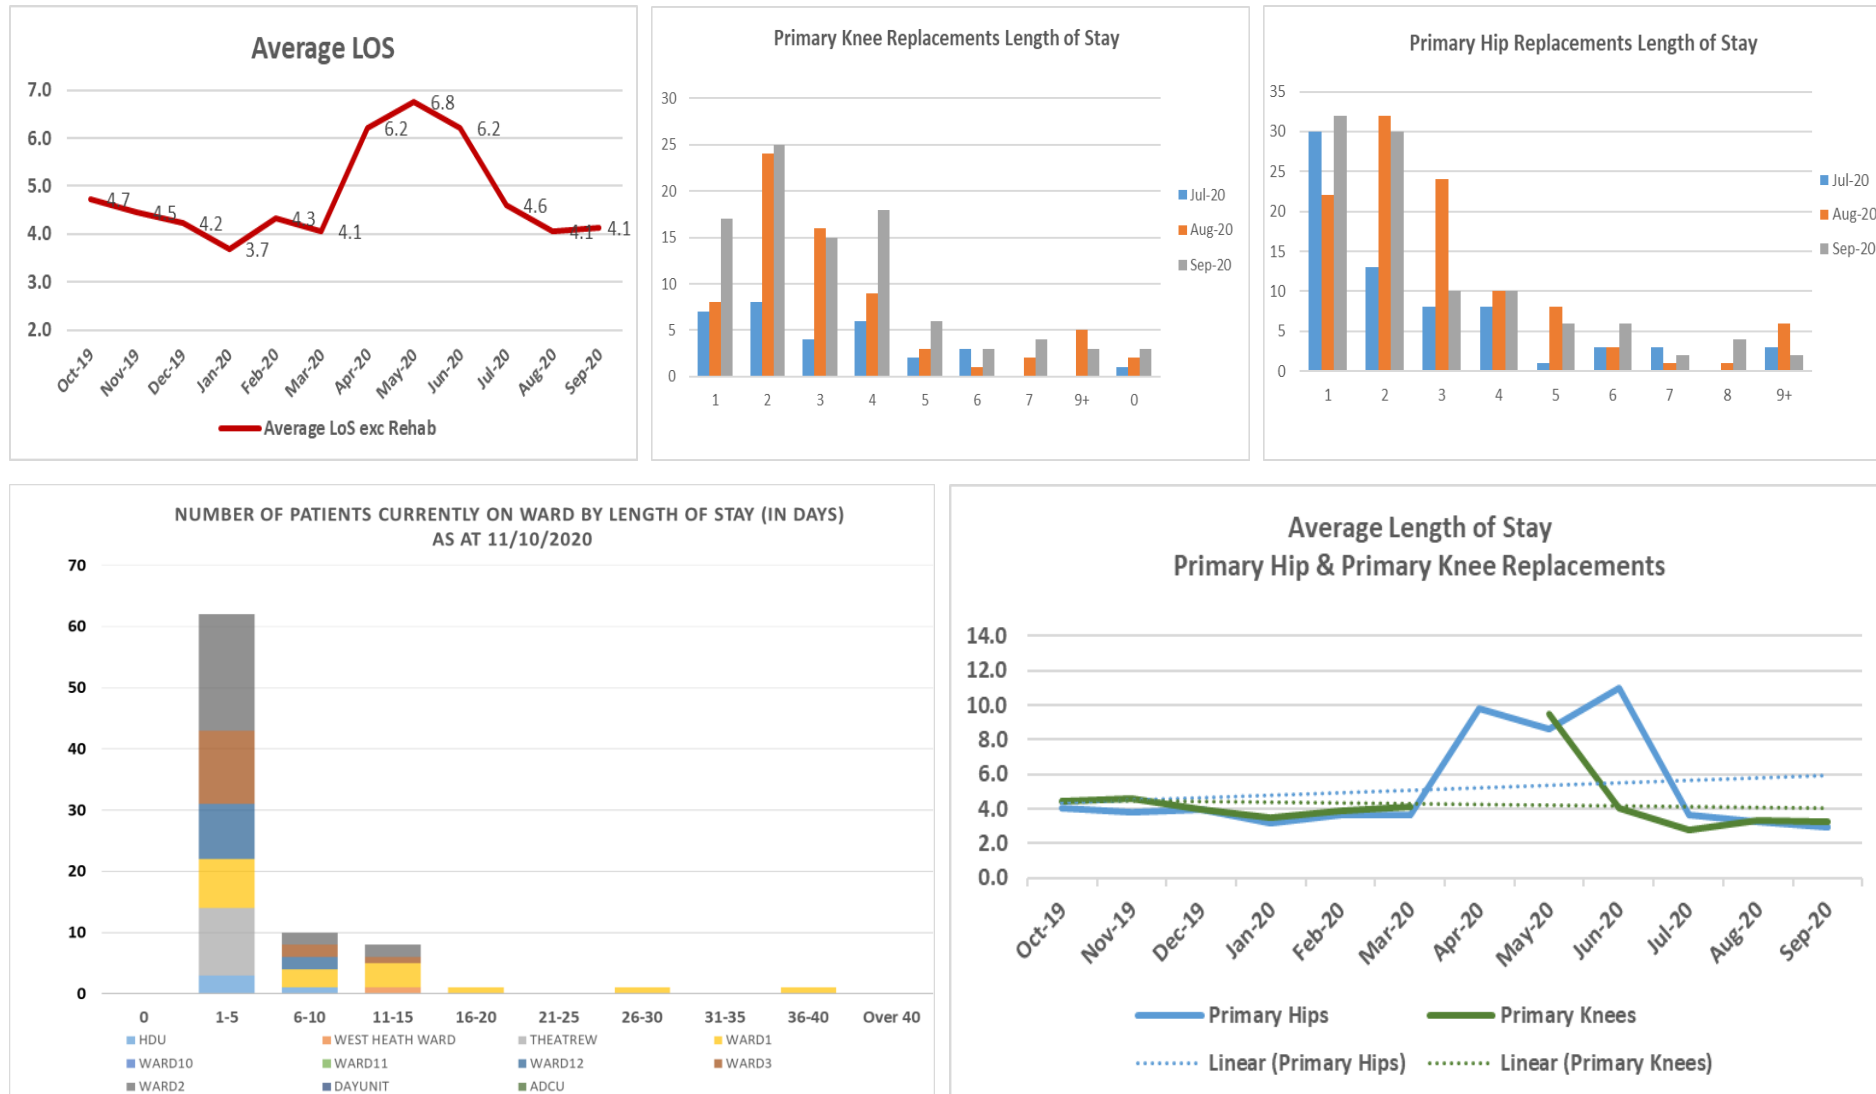 Average LOS
7.0
6.0
5.0
4.0
3.0
2.0
4.7
4.5
4.2
3.7
4.3
4.1
6.2
6.8
6.2
4.6
4.1
4.1
Oct-19 Nov-19 Dec-19 Jan-20 Feb-20 Mar-20 Apr-20 May-20 Jun-20 Jul-20 Aug-20 Sep-20
Average LoS exc Rehab
Primary Knee Replacements Length of Stay
30
25
20
15
10
5
0
1 2 3 4 5 6 7 9+ 0
Jul-20
Aug-20
Sep-20
Primary Hip Replacements Length of Stay
35
30
25
20
15
10
5
0
1 2 3 4 5 6 7 8 9+
Jul-20
Aug-20
Sep-20
NUMBER OF PATIENTS CURRENTLY ON WARD BY LENGTH OF STAY (IN DAYS)
AS AT 11/10/2020
70
60
50
40
30
20
10
0
0 1-5 6-10 11-15 16-20 21-25 26-30 31-35 36-40 Over 40
HDU WEST HEATH WARD THEATREW WARD1
WARD10 WARD11 WARD12 WARD3
WARD2 DAYUNIT ADCU
Average Length of Stay
Primary Hip & Primary Knee Replacements
14.0
12.0
10.0
8.0
6.0
4.0
2.0
0.0
Oct-19 Nov-19 Dec-19 Jan-20 Feb-20 Mar-20 Apr-20 May-20 Jun-20 Jul-20 Aug-20 Sep-20
Primary Hips Primary Knees
Linear (Primary Hips) Linear (Primary Knees)